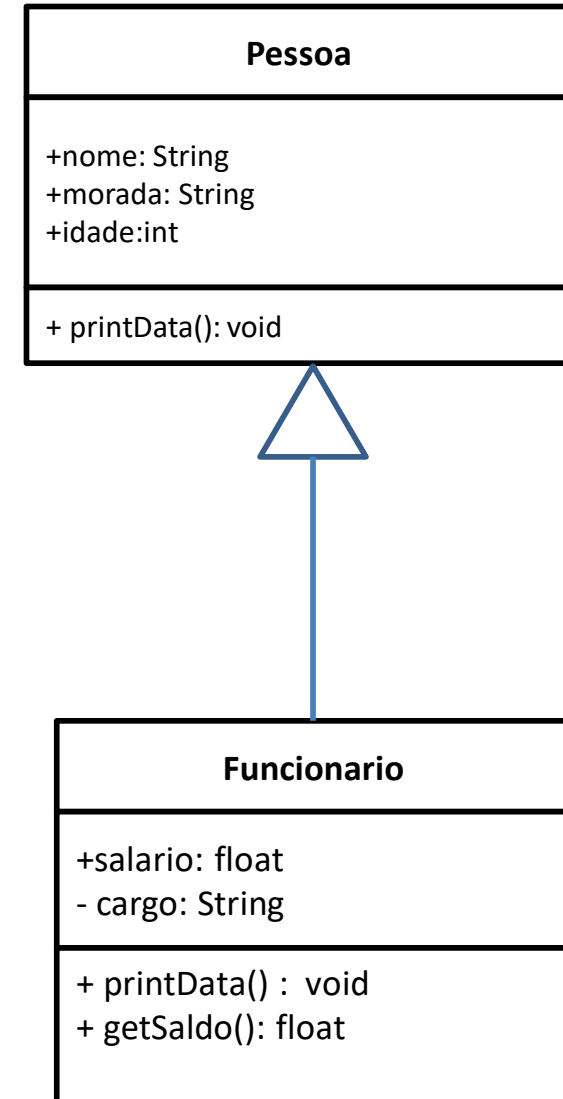 Pessoa
+nome: String
+morada: String
+idade:int
+ printData(): void
Funcionario
+salario: float
- cargo: String
+ printData() : void
+ getSaldo(): float